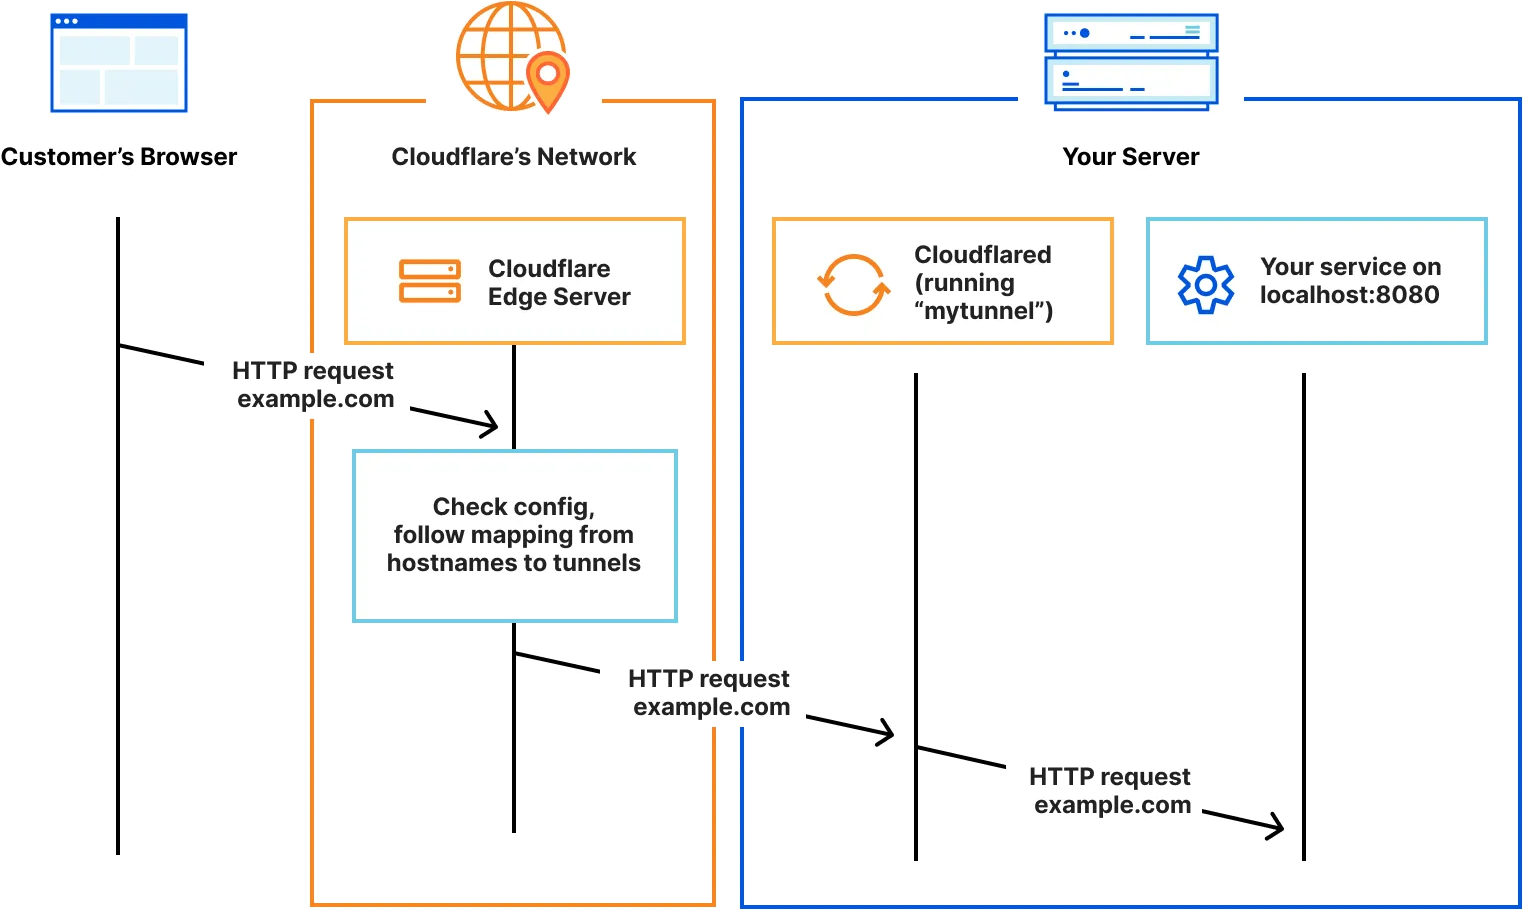 Customer’s Browser
Cloudflare’s Network
Your Server
Cloudflare
Edge Server
Cloudflared
(running
“mytunnel”)
Your service on
localhost:8080
HTTP request
example.com
Check config,
follow mapping from
hostnames to tunnels
HTTP request
example.com
HTTP request
example.com